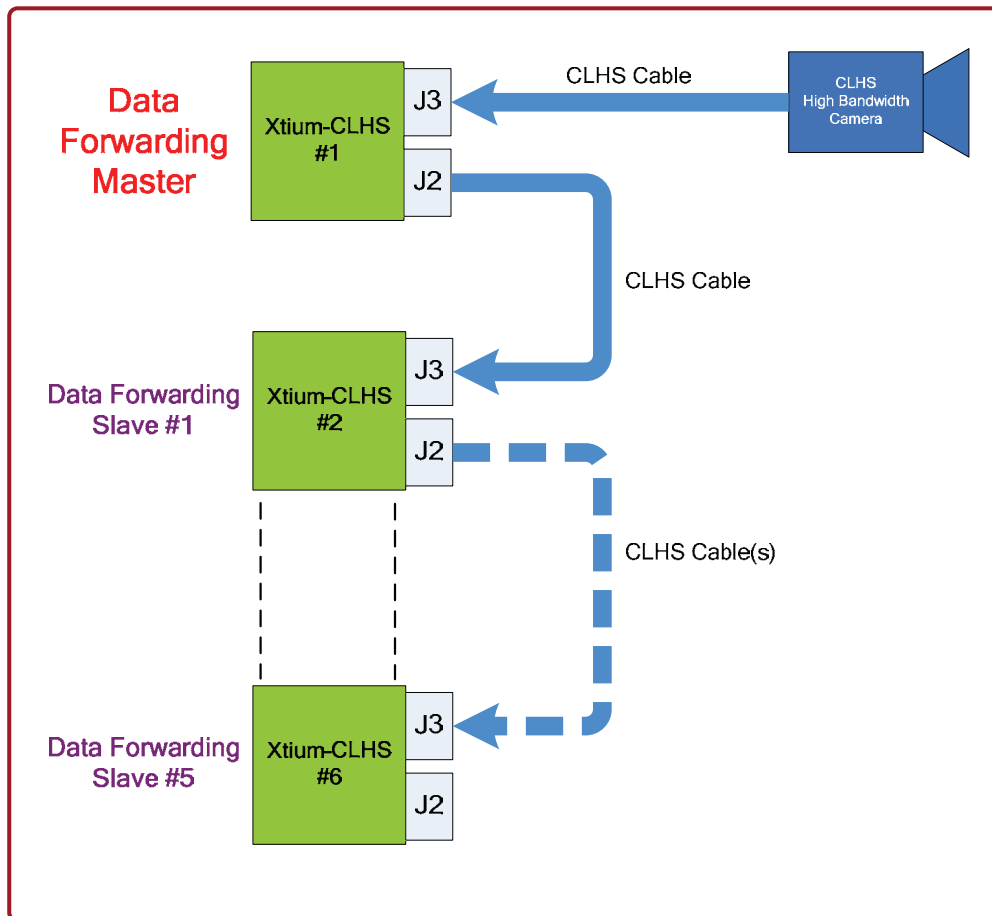 Data
Forwarding
Master
Xtium-CLHS
#1
J3
J2
CLHS Cable
CLHS
High Bandwidth
Camera
CLHS Cable
Data Forwarding
Slave #1
Xtium-CLHS
#2
J3
J2
CLHS Cable(s)
Data Forwarding
Slave #5
Xtium-CLHS
#6
J3
J2